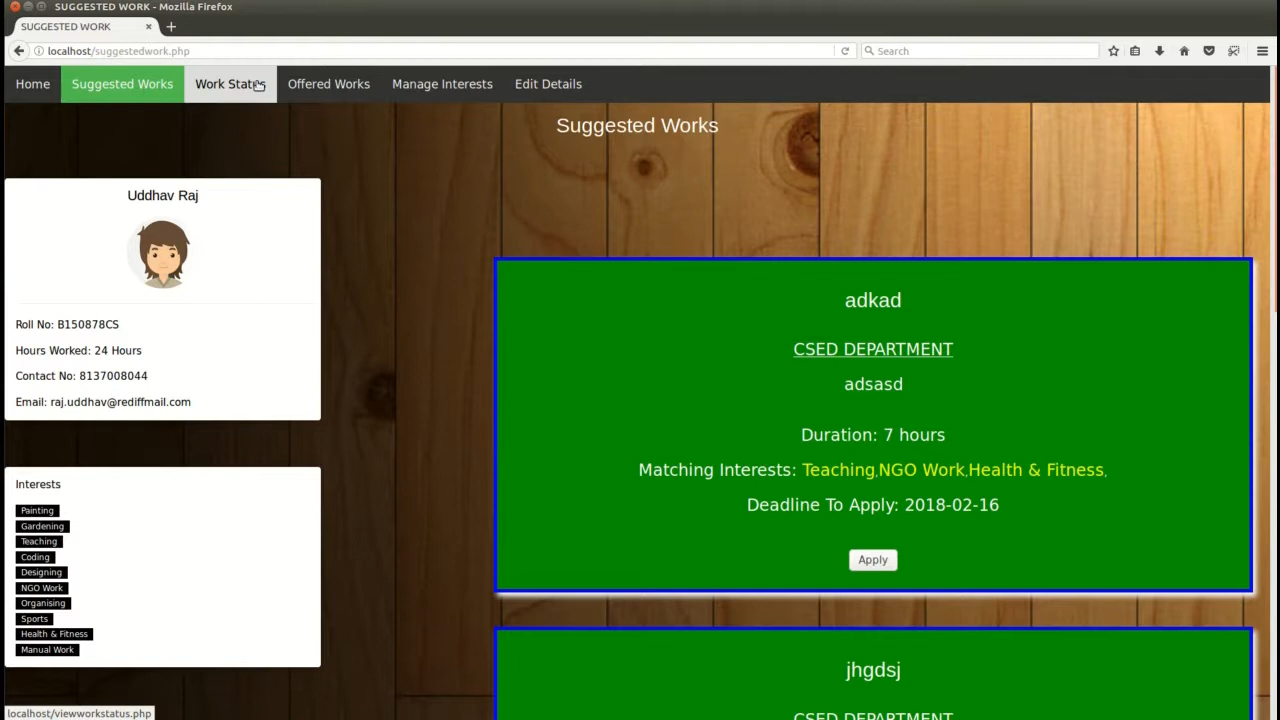 SUGGESTED WORK - Mozilla Firefox
SUGGESTED WORK
localhost/suggestedwork.php
Search
Home Suggested Works Work Status Offered Works Manage Interests Edit Details
Suggested Works
Uddhav Raj
Roll No: B150878CS
Hours Worked: 24 Hours
Contact No: 8137008044
Email: raj.uddhav@rediffmail.com
Interests
Painting
Gardening
Teaching
Coding
Designing
NGO Work
Organising
Sports
Health & Fitness
Manual Work
adkad
CSED DEPARTMENT
adsasd
Duration: 7 hours
Matching Interests: Teaching,NGO Work,Health & Fitness,
Deadline To Apply: 2018-02-16
Apply
jhgdsj
CSED DEPARTMENT
localhost/viewworkstatus.php